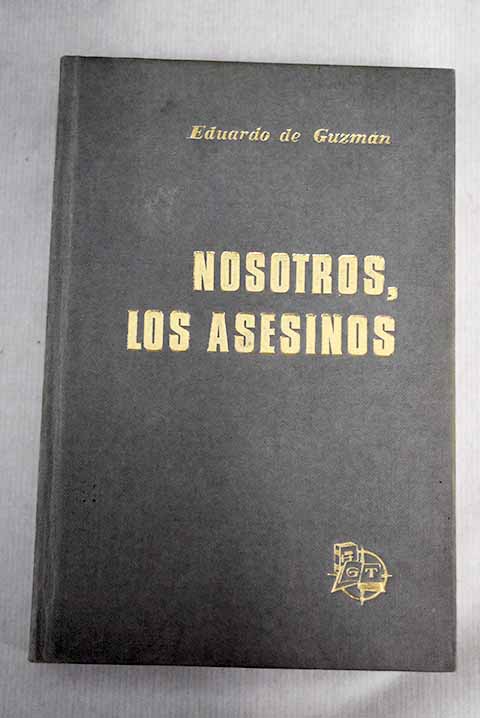 Eduardo de Guzmán
NOSOTROS,
LOS ASESINOS
G T